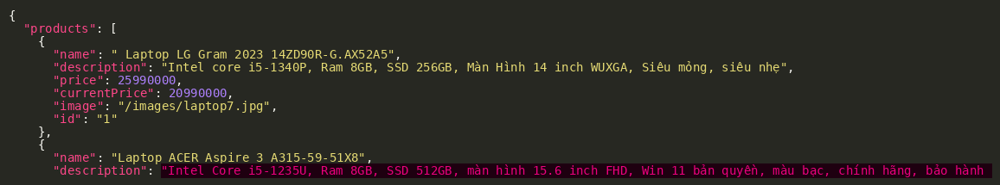 {
"products": [
{
"name": " Laptop LG Gram 2023 14ZD90R-G.AX52A5",
"description": "Intel core i5-1340P, Ram 8GB, SSD 256GB, Màn Hình 14 inch WUXGA, Siêu mỏng, siêu nhẹ",
"price": 25990000,
"currentPrice": 20990000,
"image": "/images/laptop7.jpg",
"id": "1"
},
{
"name": "Laptop ACER Aspire 3 A315-59-51X8",
"description": "Intel Core i5-1235U, Ram 8GB, SSD 512GB, màn hình 15.6 inch FHD, Win 11 bản quyền, màu bạc, chính hãng, bảo hành